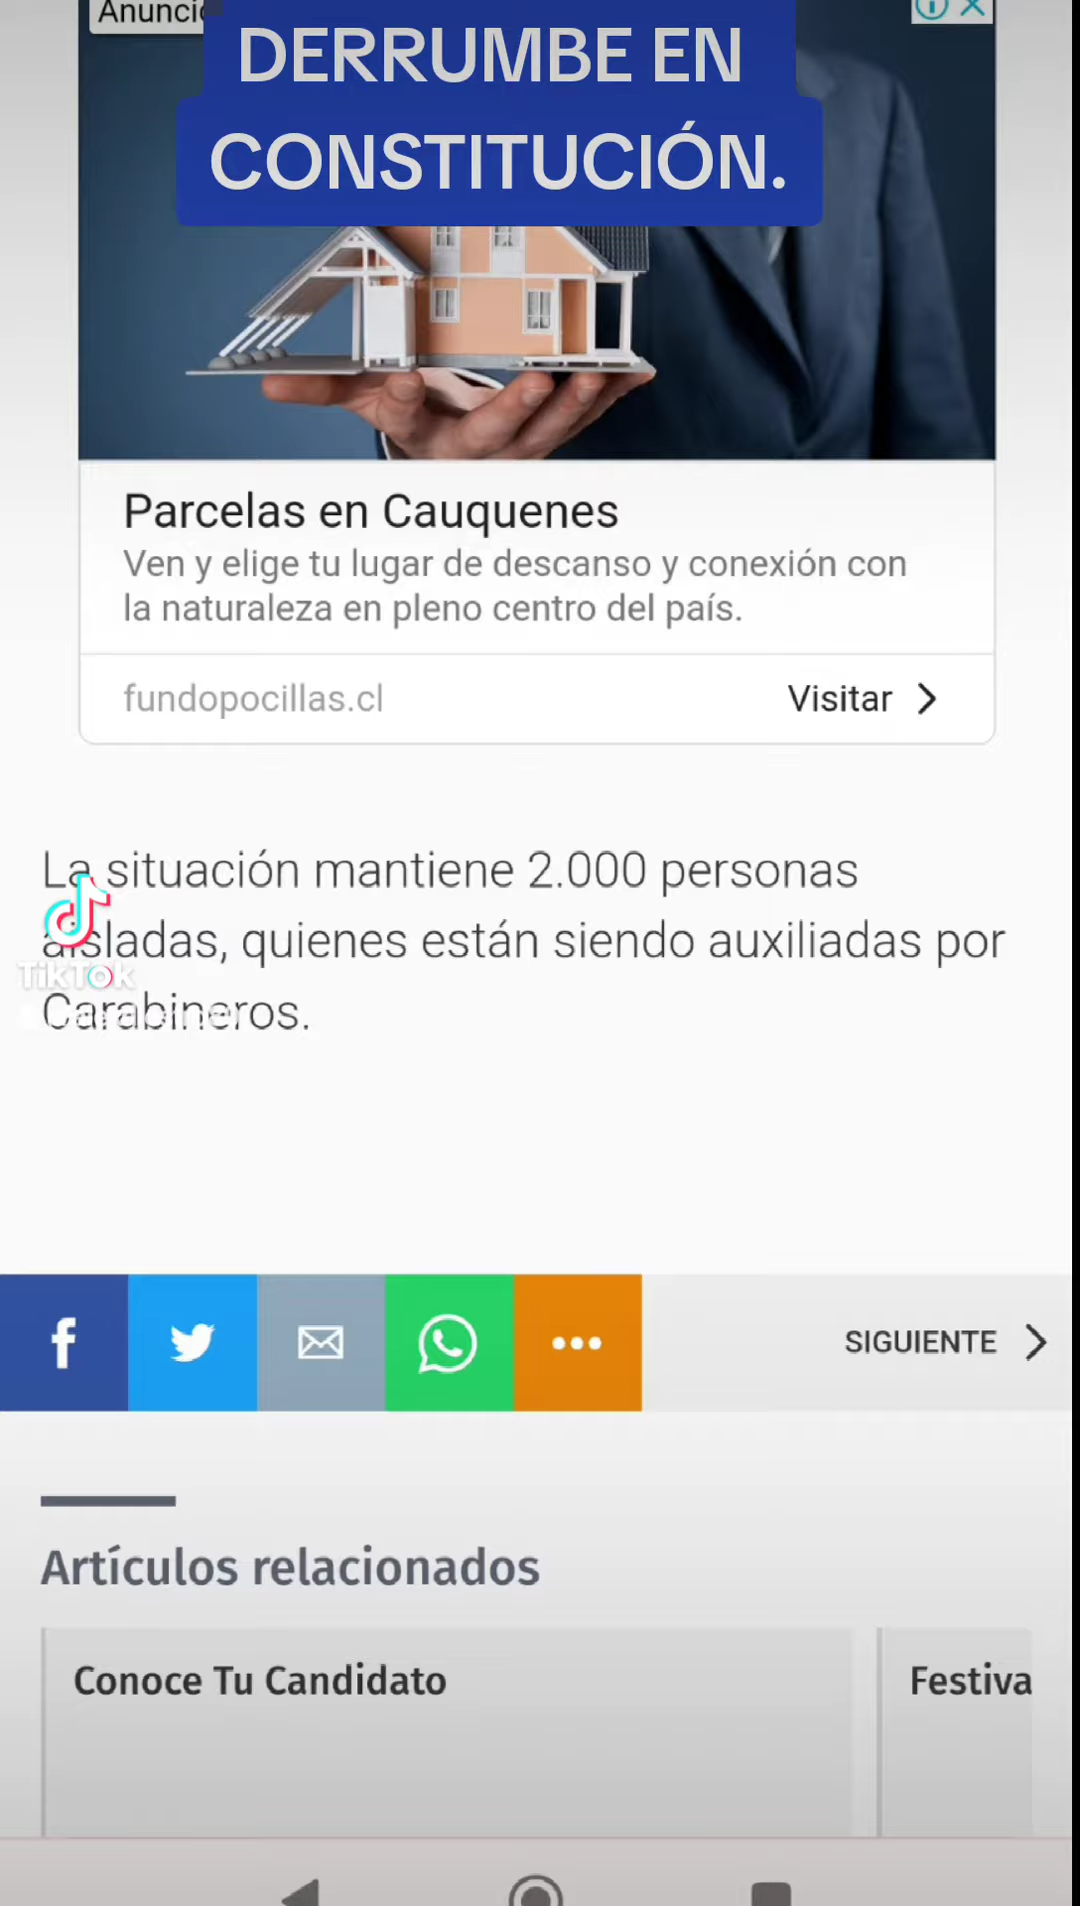 Anunci
DERRUMBE EN
CONSTITUCIÓN.
Parcelas en Cauquenes
Ven y elige tu lugar de descanso y conexión con
la naturaleza en pleno centro del país.
fundopocillas.cl
Visitar
La situación mantiene 2.000 personas
aisladas, quienes están siendo auxiliadas por
TikTok
Carabineros.
SIGUIENTE
Artículos relacionados
Conoce Tu Candidato
Festiva